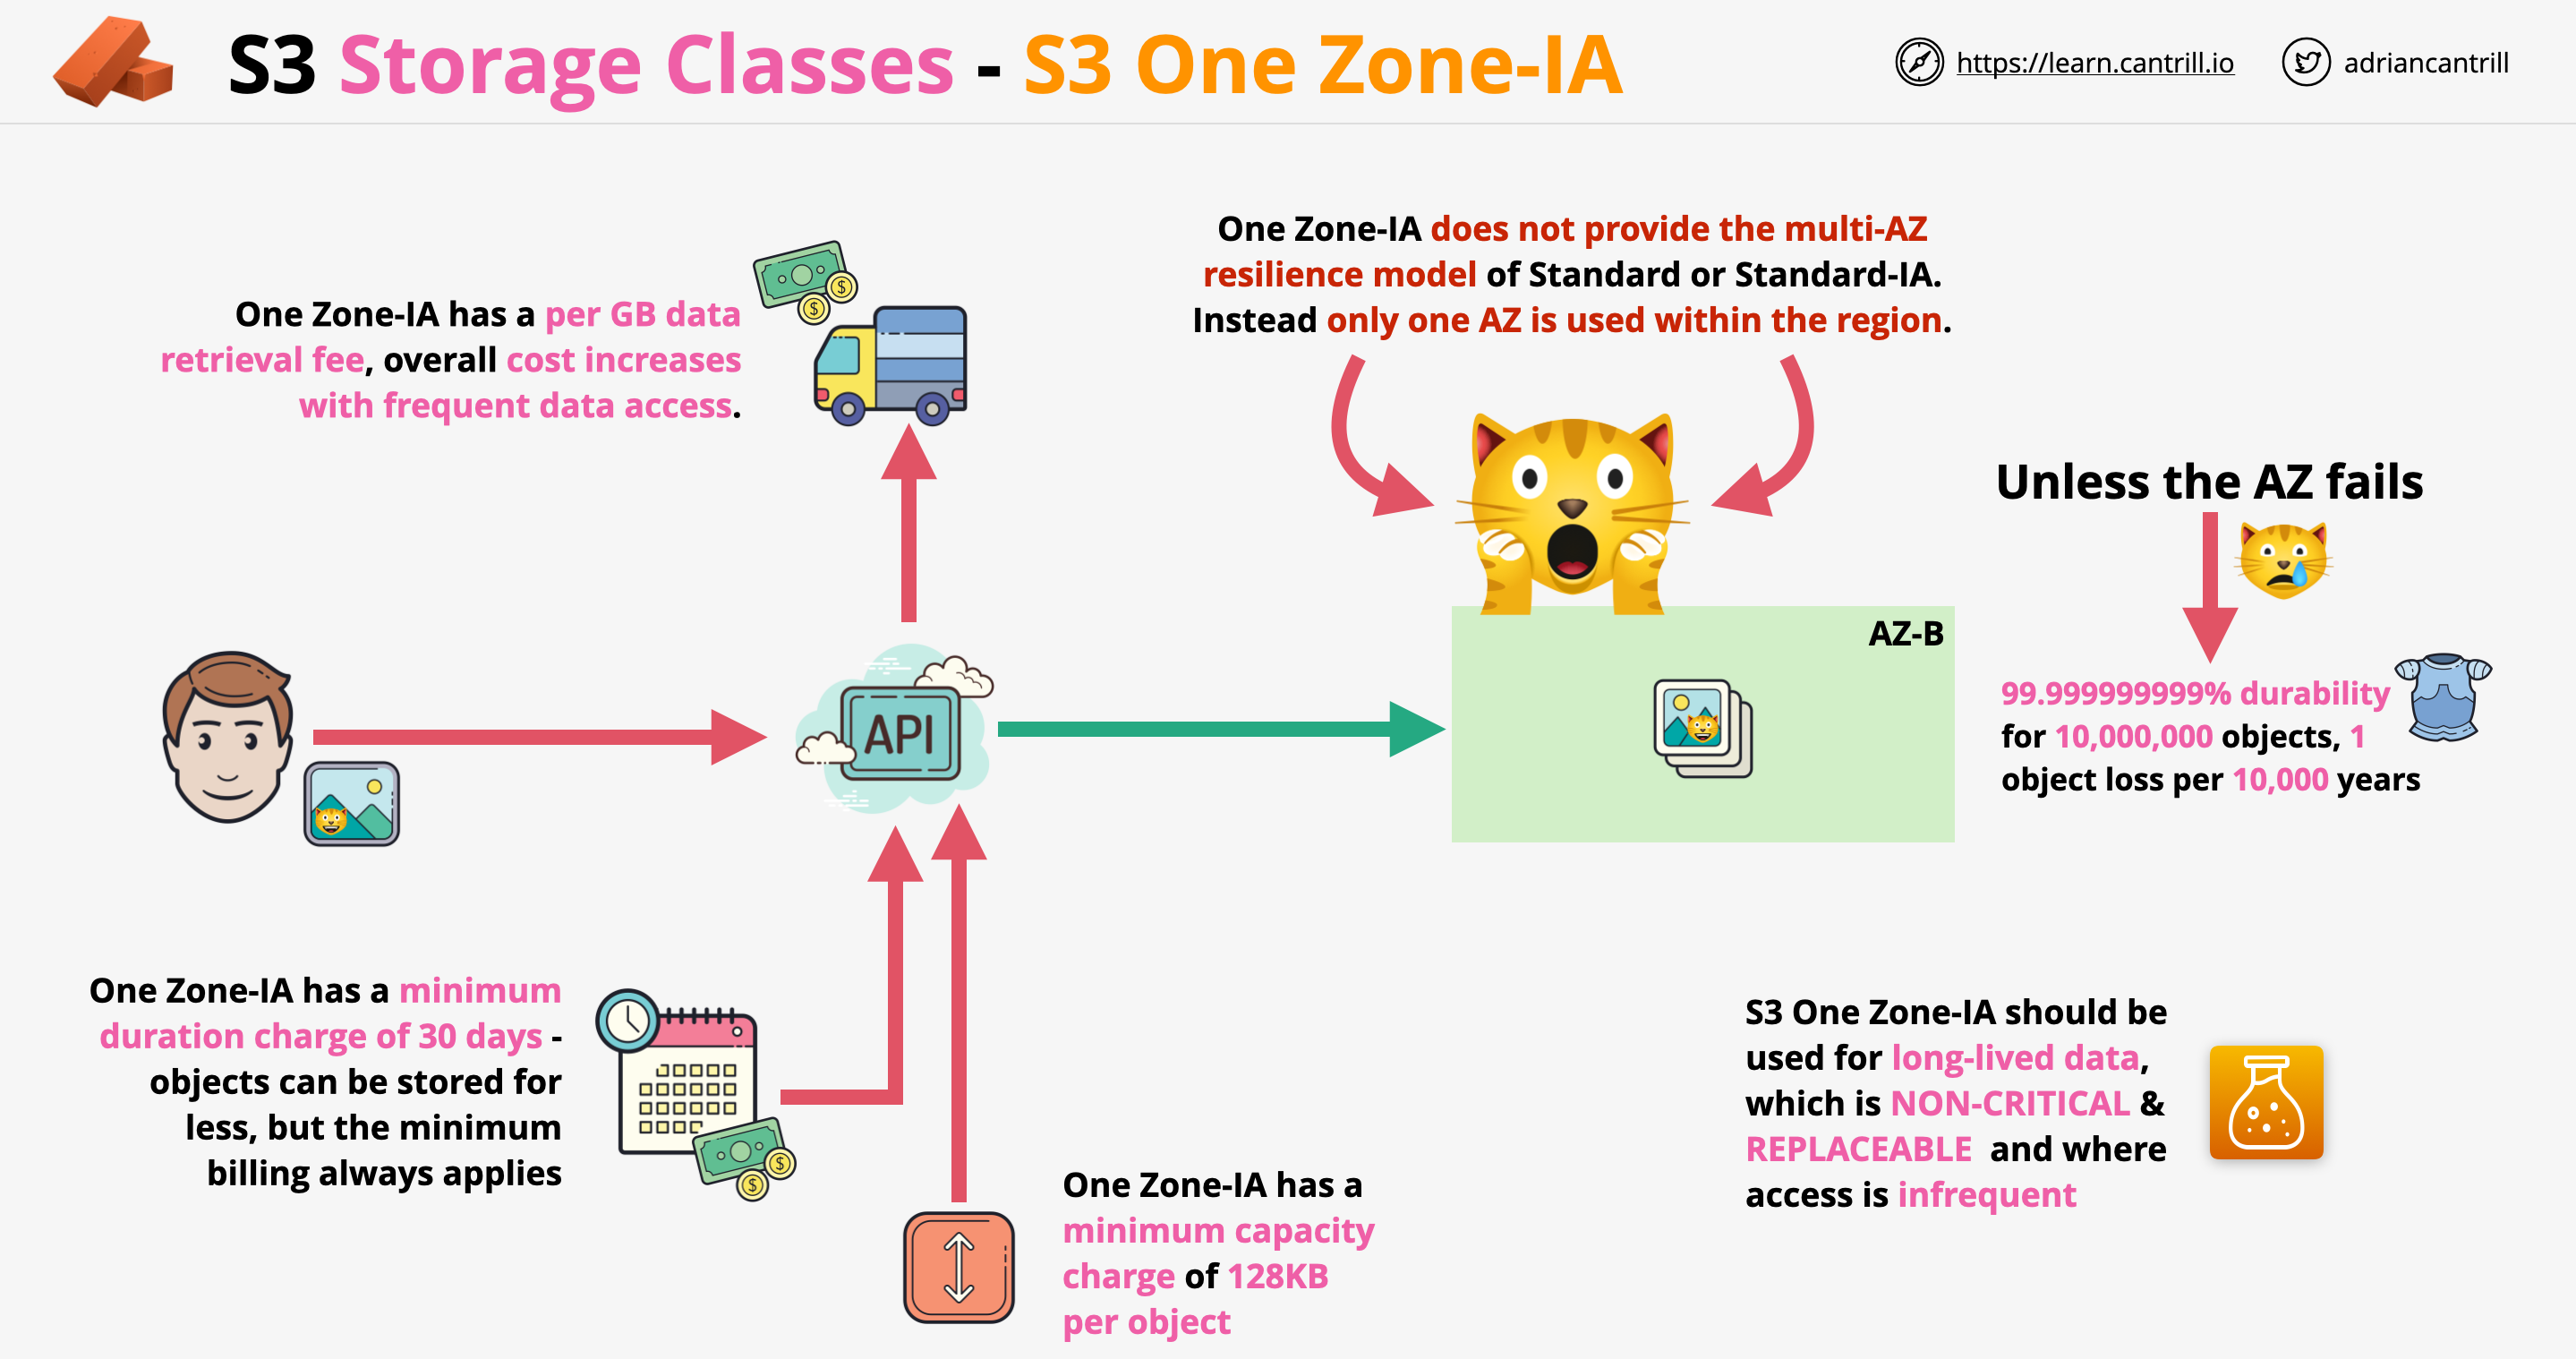 S3 Storage Classes - S3 One Zone-IA
https://learn.cantrill.io
adriancantrill
One Zone-IA does not provide the multi-AZ
resilience model of Standard or Standard-IA.
Instead only one AZ is used within the region.
One Zone-IA has a per GB data
retrieval fee, overall cost increases
with frequent data access.
Unless the AZ fails
AZ-B
99.999999999% durability
for 10,000,000 objects, 1
object loss per 10,000 years
API
One Zone-IA has a minimum
duration charge of 30 days -
objects can be stored for
less, but the minimum
billing always applies
One Zone-IA has a
minimum capacity
charge of 128KB
per object
S3 One Zone-IA should be
used for long-lived data,
which is NON-CRITICAL &
REPLACEABLE and where
access is infrequent